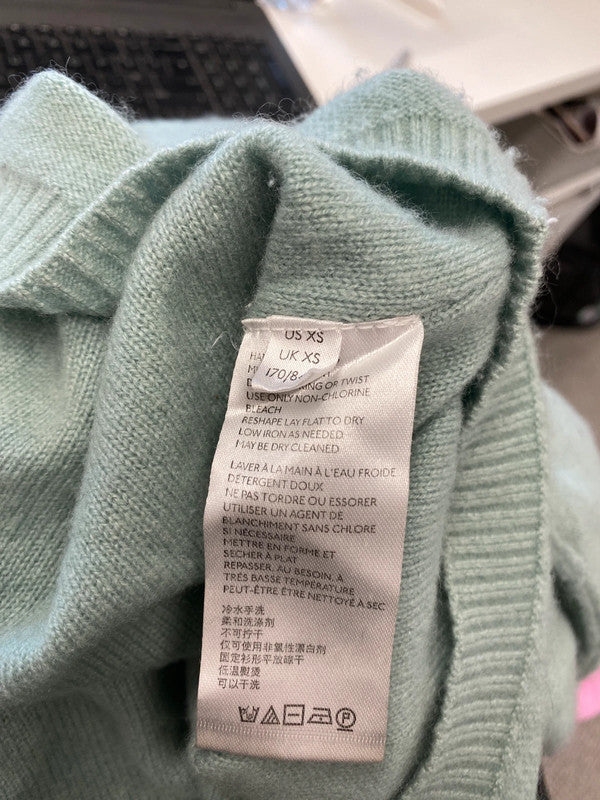 US XS
UK XS
170/8
HA
M
D RING OR TWIST
USE ONLY NON-CHLORINE
BLEACH
RESHAPE LAY FLAT TO DRY
LOW IRON AS NEEDED
MAY BE DRY CLEANED
LAVER À LA MAIN À L'EAU FROIDE
DÉTERGENT DOUX
NE PAS TORDRE OU ESSORER
UTILISER UN AGENT DE
BLANCHIMENT SANS CHLORE
SI NÉCESSAIRE
METTRE EN FORME ET
SÉCHER À PLAT
REPASSER, AU BESOIN, À
TRÈS BASSE TEMPÉRATURE
PEUT-ÊTRE ÊTRE NETTOYÉ À SEC
冷水手洗
柔和洗涤剂
不可拧干
仅可使用非氯性漂白剂
固定衫形平放晾干
低温熨烫
可以干洗
P